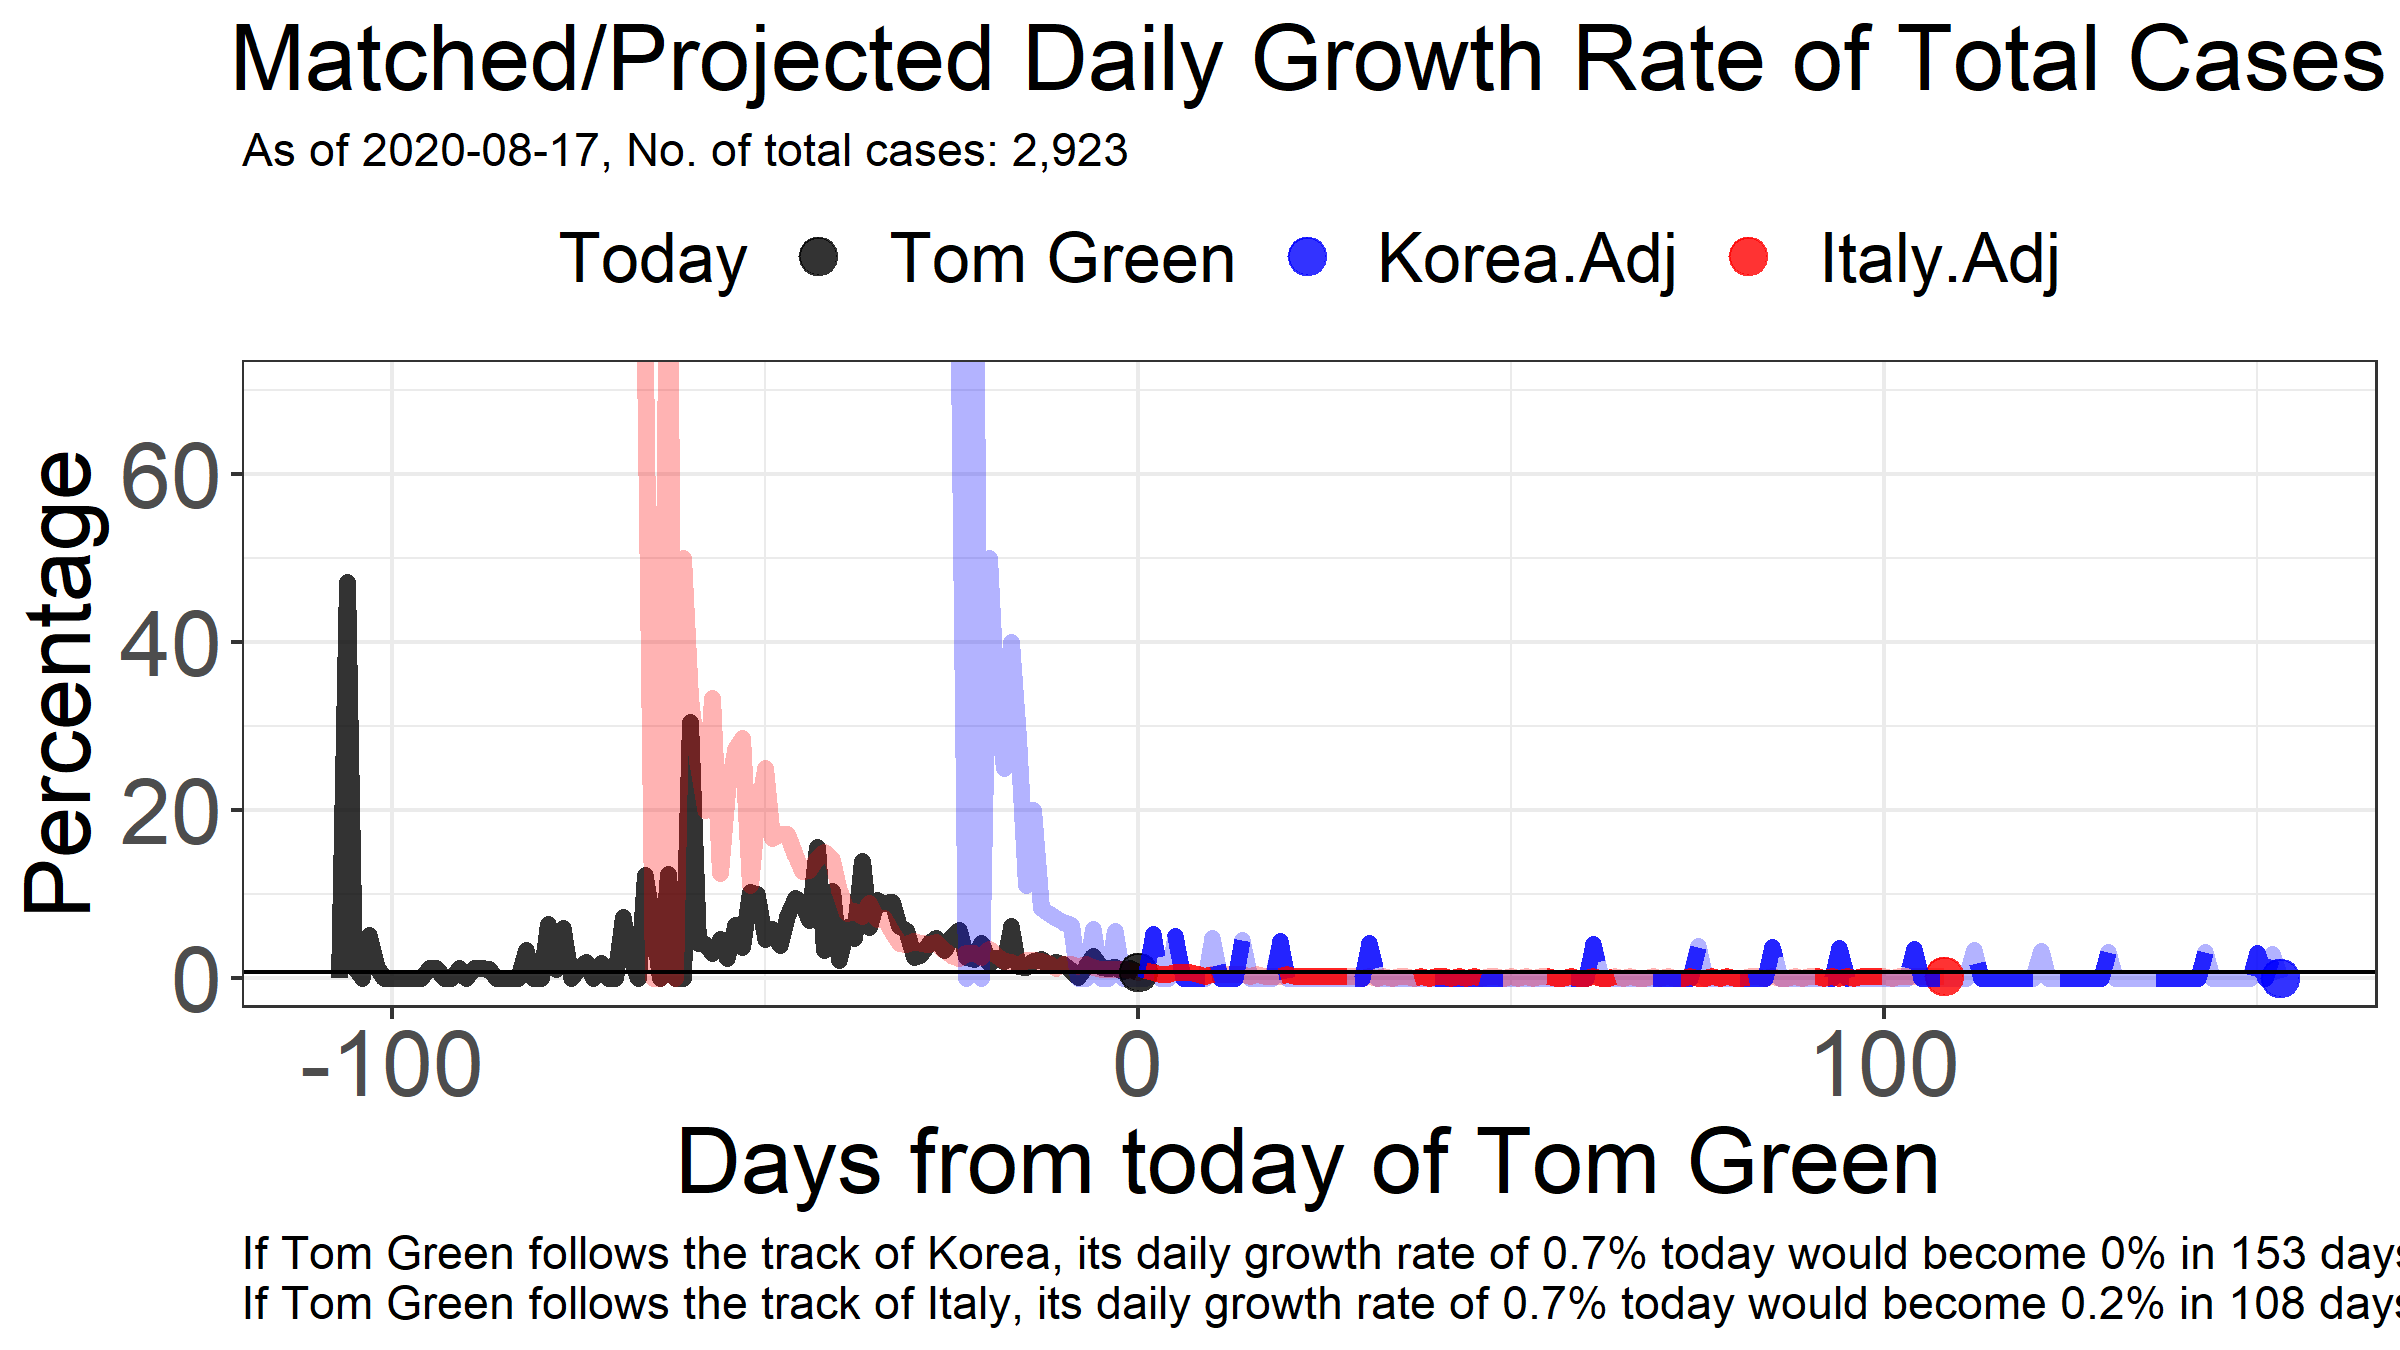 Matched/Projected Daily Growth Rate of Total Cases
As of 2020-08-17, No. of total cases: 2,923
Today Tom Green Korea.Adj Italy.Adj
Percentage
60
40
20
0
-100 0 100
Days from today of Tom Green
If Tom Green follows the track of Korea, its daily growth rate of 0.7% today would become 0% in 153 days
If Tom Green follows the track of Italy, its daily growth rate of 0.7% today would become 0.2% in 108 days